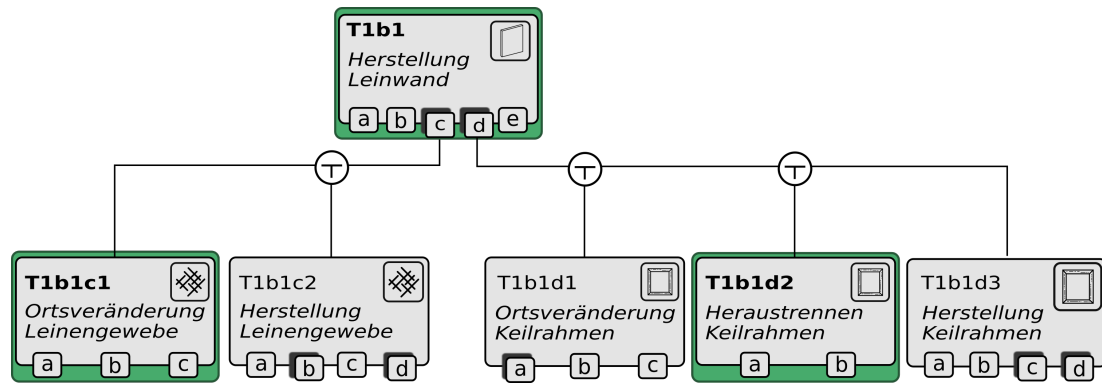 T1b1
Herstellung
Leinwand
a b c d e
T1b1c1
Ortsveränderung
Leinengewebe
a b c
T1b1c2
Herstellung
Leinengewebe
a b c d
T1b1d1
Ortsveränderung
Keilrahmen
a b c
T1b1d2
Heraustrennen
Keilrahmen
a b
T1b1d3
Herstellung
Keilrahmen
a b c d